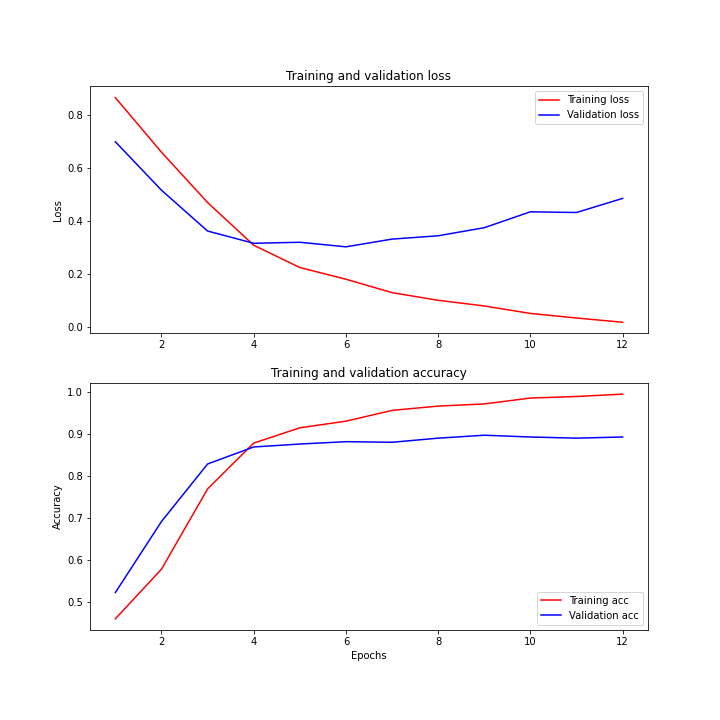 Training and validation loss
Training loss
Validation loss
Loss
0.8
0.6
0.4
0.2
0.0
2 4 6 8 10 12
Training and validation accuracy
Accuracy
1.0
0.9
0.8
0.7
0.6
0.5
Training acc
Validation acc
2 4 6 8 10 12
Epochs